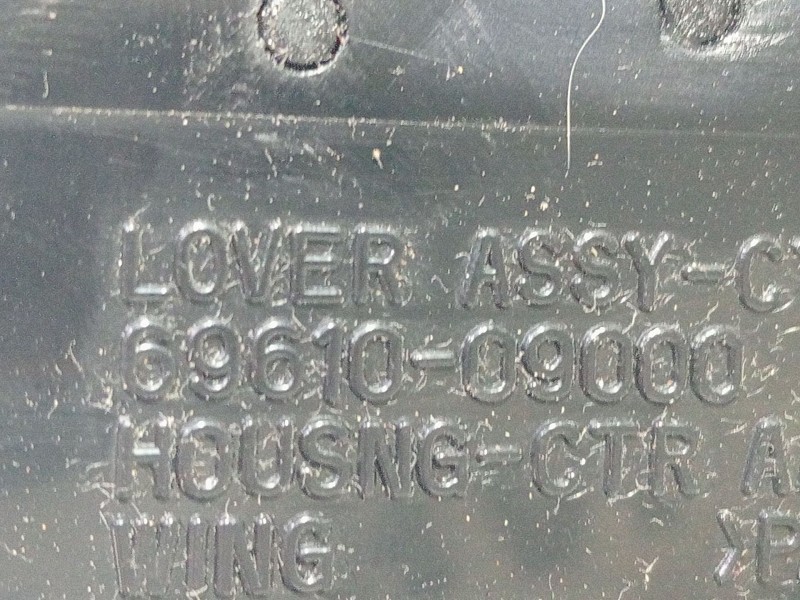 LOVER ASSY-C
69610-09000
HOUSNG-CTR A
WING >P